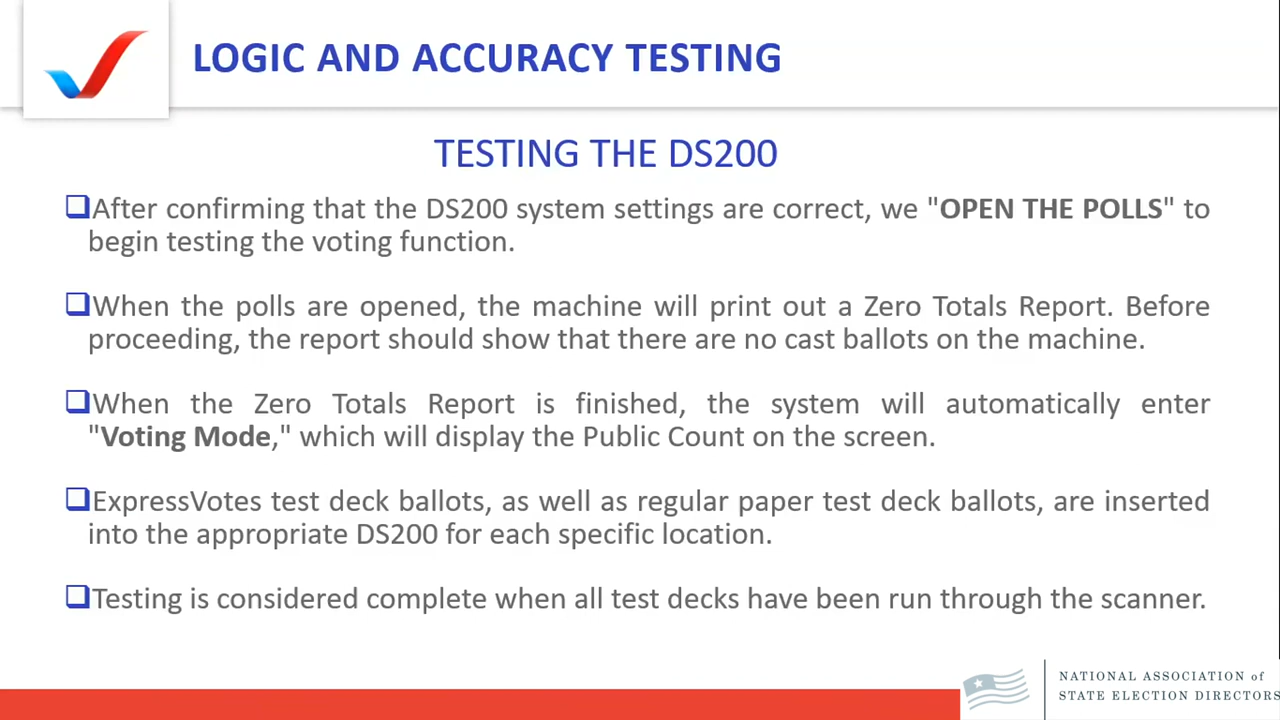 LOGIC AND ACCURACY TESTING
TESTING THE DS200
After confirming that the DS200 system settings are correct, we "OPEN THE POLLS" to
begin testing the voting function.
When the polls are opened, the machine will print out a Zero Totals Report. Before
proceeding, the report should show that there are no cast ballots on the machine.
When the Zero Totals Report is finished, the system will automatically enter
"Voting Mode," which will display the Public Count on the screen.
ExpressVotes test deck ballots, as well as regular paper test deck ballots, are inserted
into the appropriate DS200 for each specific location.
Testing is considered complete when all test decks have been run through the scanner.
NATIONAL ASSOCIATION of
STATE ELECTION DIRECTORS